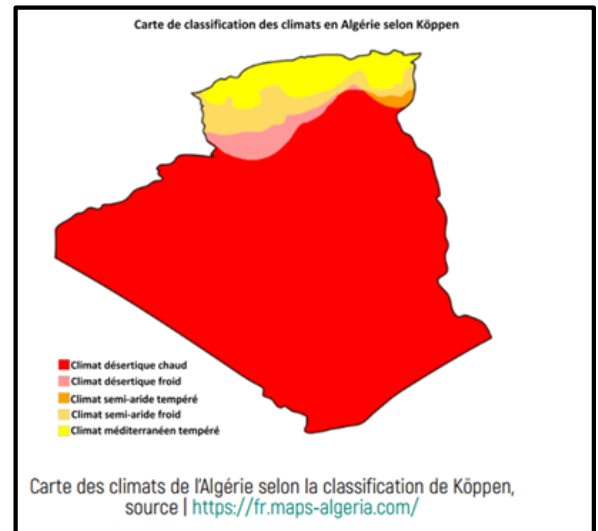 Carte de classification des climats en Algérie selon Köppen
Climat désertique chaud
Climat désertique froid
Climat semi-aride tempéré
Climat semi-aride froid
Climat méditerranéen tempéré
Carte des climats de l'Algérie selon la classification de Köppen,
source | https://fr.maps-algeria.com/